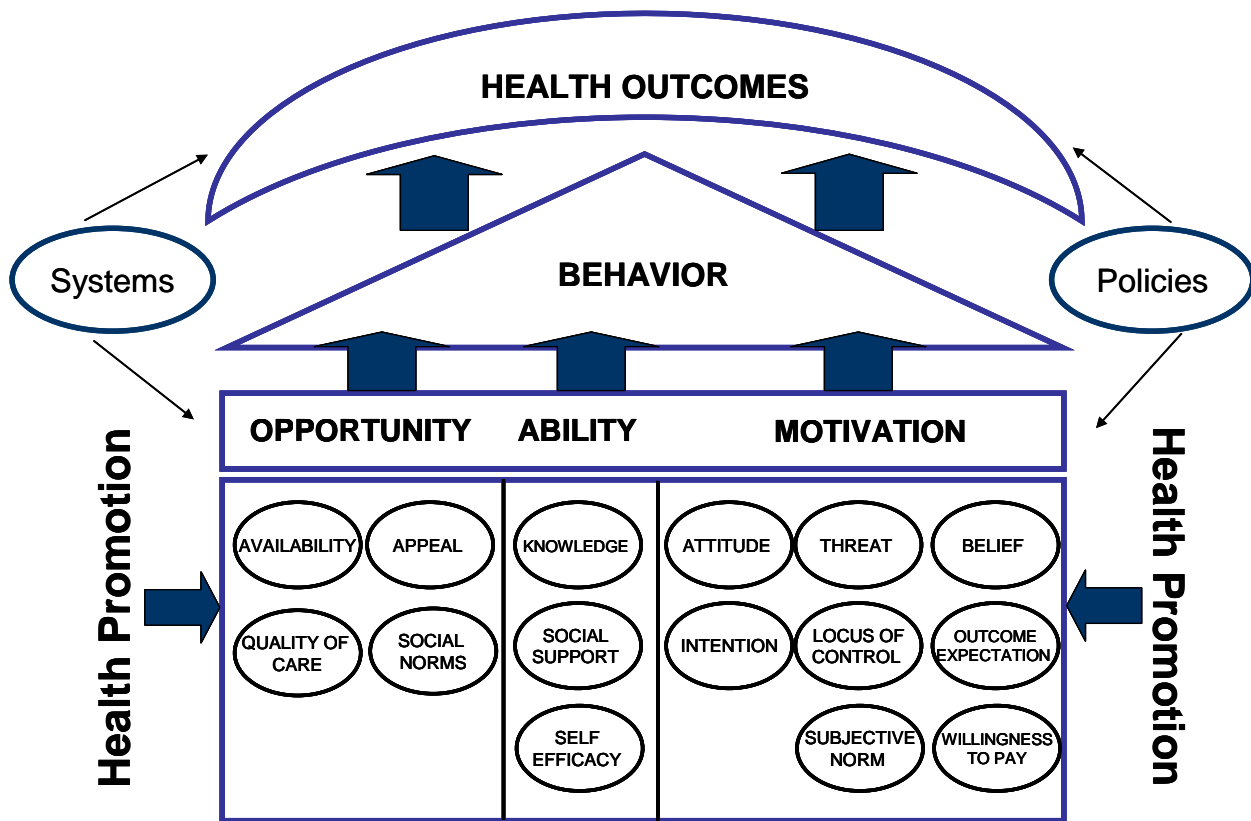 HEALTH OUTCOMES
Systems
BEHAVIOR
Policies
OPPORTUNITY
ABILITY
MOTIVATION
Health Promotion
Health Promotion
AVAILABILITY
APPEAL
KNOWLEDGE
ATTITUDE
THREAT
BELIEF
QUALITY OF
CARE
SOCIAL
NORMS
SOCIAL
SUPPORT
INTENTION
LOCUS OF
CONTROL
OUTCOME
EXPECTATION
SELF
EFFICACY
SUBJECTIVE
NORM
WILLINGNESS
TO PAY